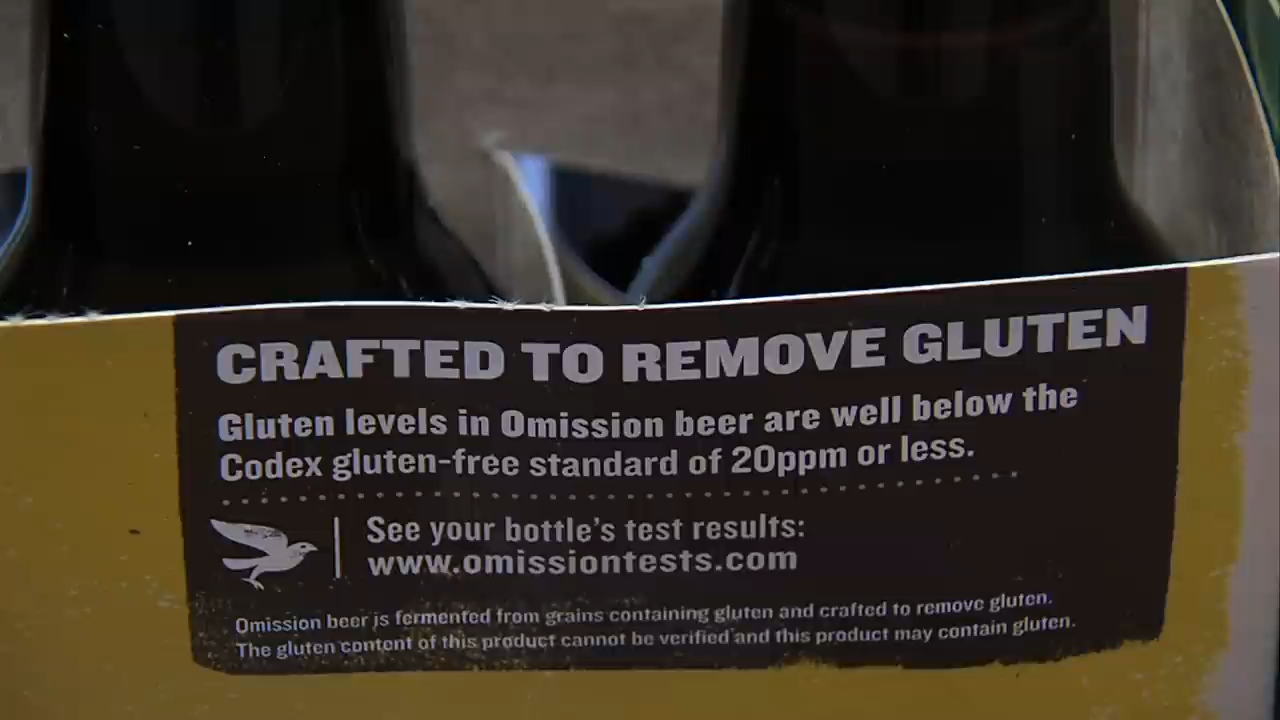 CRAFTED TO REMOVE GLUTEN
Gluten levels in Omission beer are well below the
Codex gluten-free standard of 20ppm or less.
See your bottle's test results:
www.omissiontests.com
Omission beer is fermented from grains containing gluten and crafted to remove gluten.
The gluten content of this product cannot be verified and this product may contain gluten.